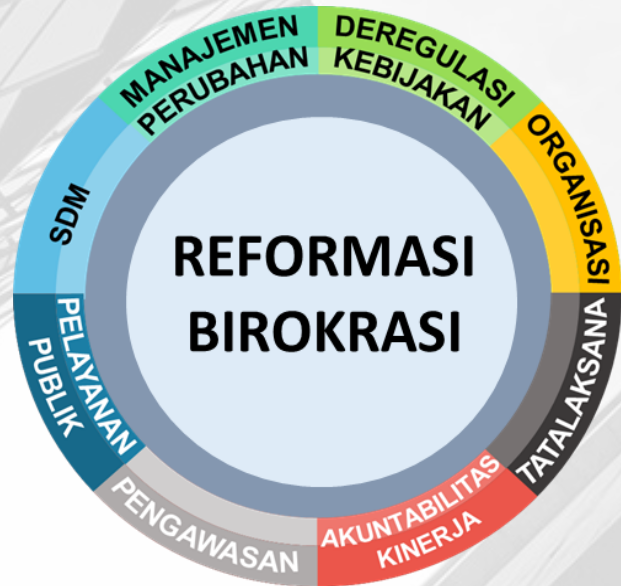 MANAJEMEN
PERUBAHAN
DEREGULASI
KEBIJAKAN
ORGANISASI
TATALAKSANA
AKUNTABILITAS
KINERJA
PENGAWASAN
PELAYANAN
PUBLIK
SDM
REFORMASI
BIROKRASI